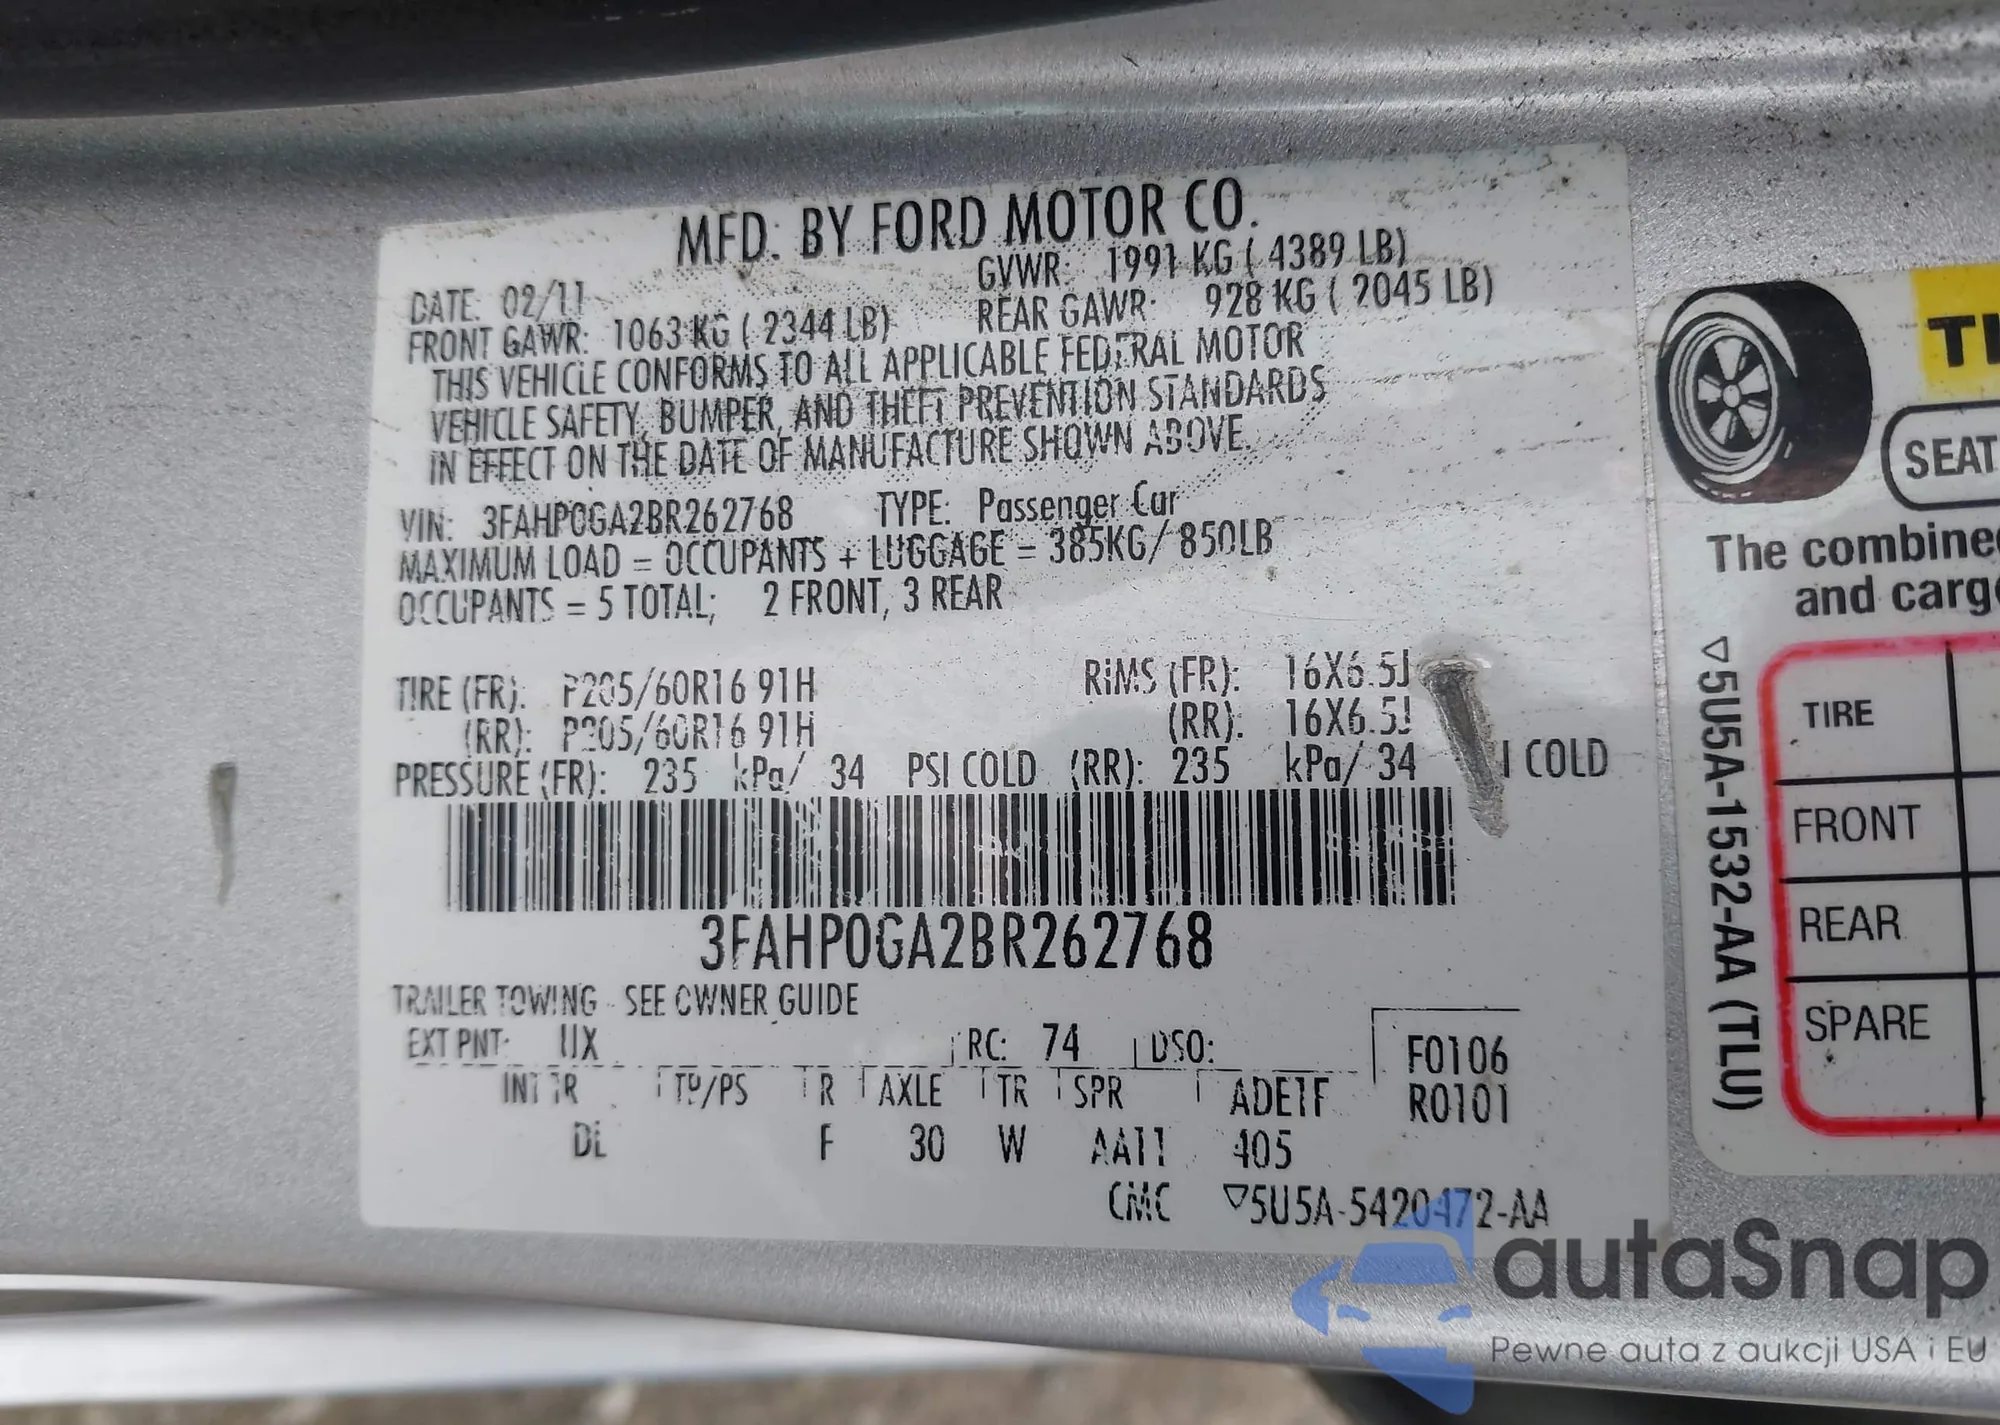 MFD. BY FORD MOTOR CO.
DATE: 02/11 GVWR: 1991 KG ( 4389 LB)
FRONT GAWR: 1063 KG ( 2344 LB) REAR GAWR: 928 KG ( 2045 LB)
THIS VEHICLE CONFORMS TO ALL APPLICABLE FEDERAL MOTOR
VEHICLE SAFETY, BUMPER, AND THEFT PREVENTION STANDARDS
IN EFFECT ON THE DATE OF MANUFACTURE SHOWN ABOVE.
VIN: 3FAHP0GA2BR262768 TYPE: Passenger Car
MAXIMUM LOAD = OCCUPANTS + LUGGAGE = 385KG/ 850LB
OCCUPANTS = 5 TOTAL; 2 FRONT, 3 REAR
TIRE (FR): P205/60R16 91H RiMS (FR): 16X6.5J
(RR): P205/60R16 91H (RR): 16X6.5J
PRESSURE (FR): 235 kPa/ 34 PSI COLD (RR): 235 kPa/ 34 I COLD
3FAHP0GA2BR262768
TRAILER TOWING - SEE OWNER GUIDE
EXT PNT: UX RC: 74 DSO: F0106
R0101
INT TR TP/PS R AXLE TR SPR ADE1F
DL F 30 W AA11 405
CMC ▽5U5A-5420472-AA
TI
SEAT
The combine
and carg
▽5U5A-1532-AA (TLU)
TIRE
FRONT
REAR
SPARE
autaSnap
Pewne auta z aukcji USA i EU